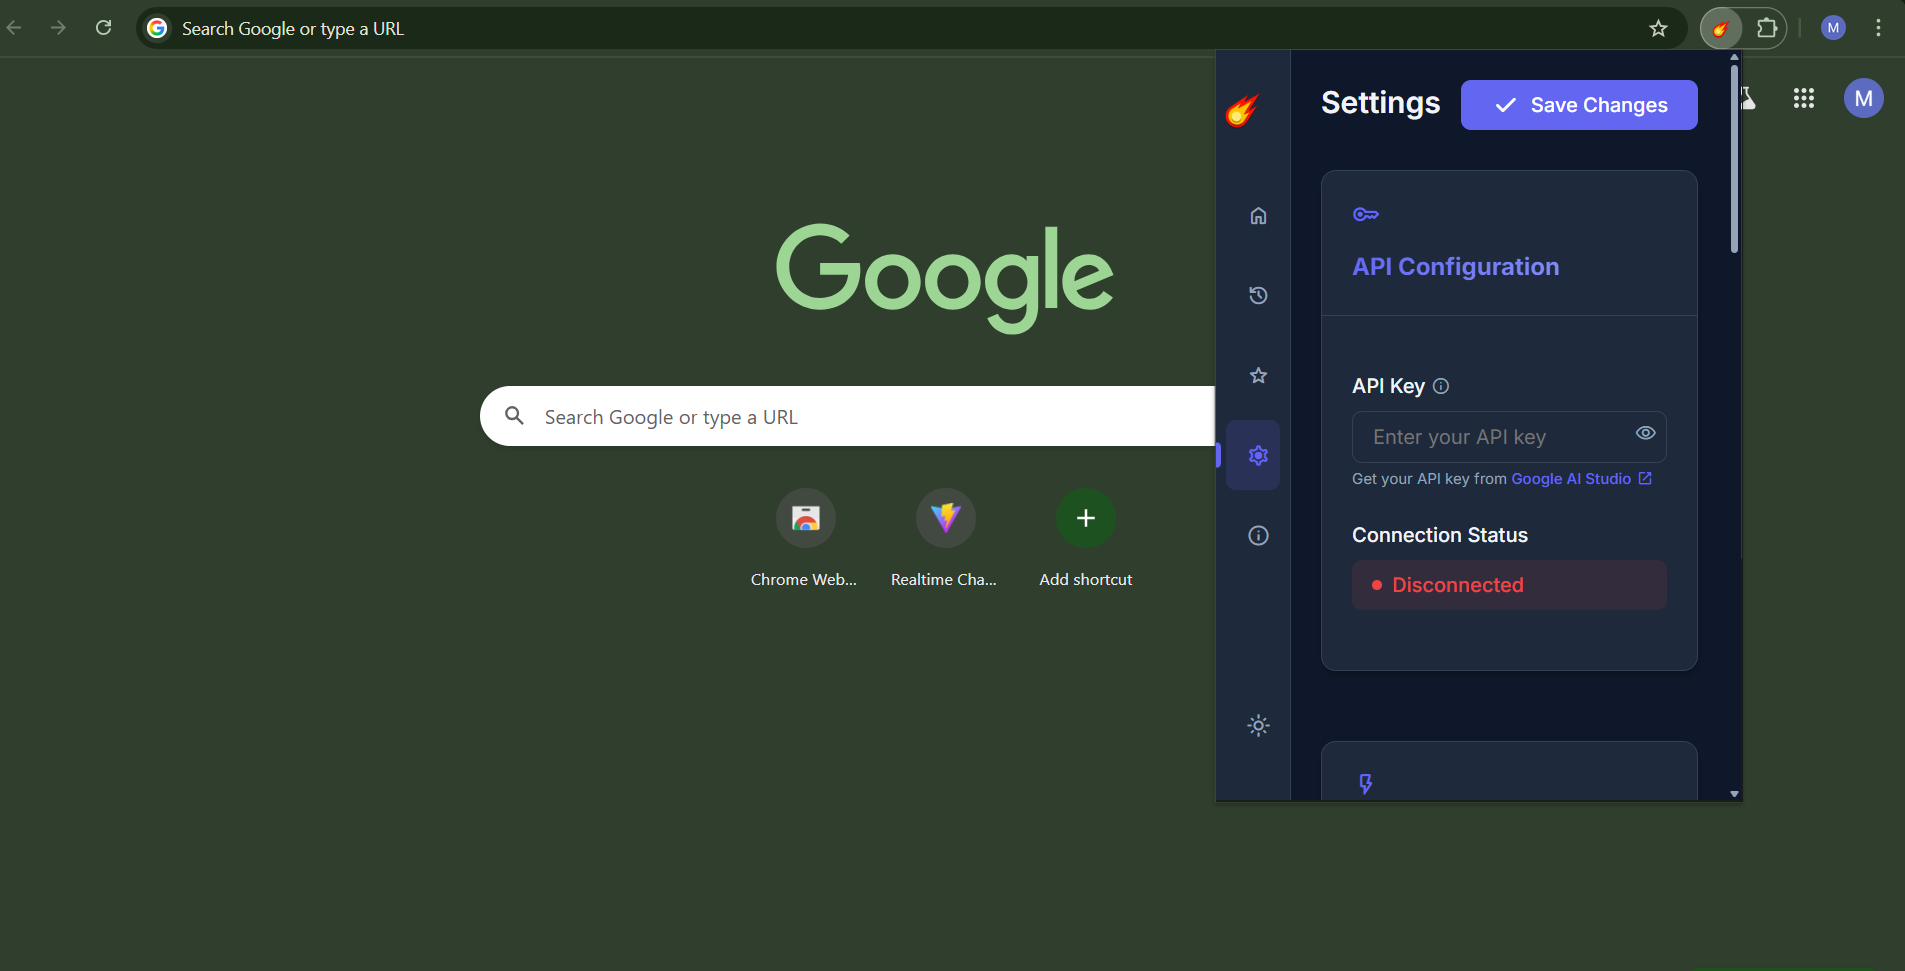 Search Google or type a URL
M
Settings
Save Changes
M
API Configuration
Google
API Key
Enter your API key
Search Google or type a URL
Get your API key from Google AI Studio
Connection Status
Disconnected
Chrome Web...
Realtime Cha...
Add shortcut